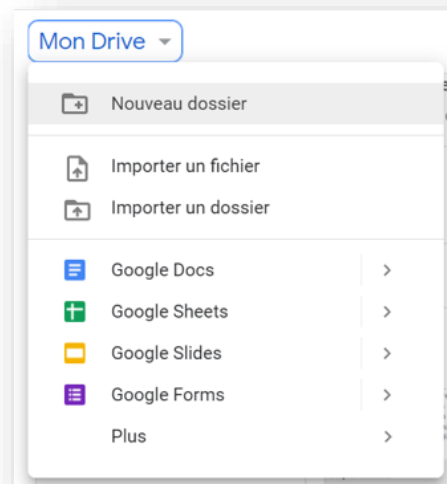 Mon Drive
Nouveau dossier
Importer un fichier
Importer un dossier
Google Docs
Google Sheets
Google Slides
Google Forms
Plus